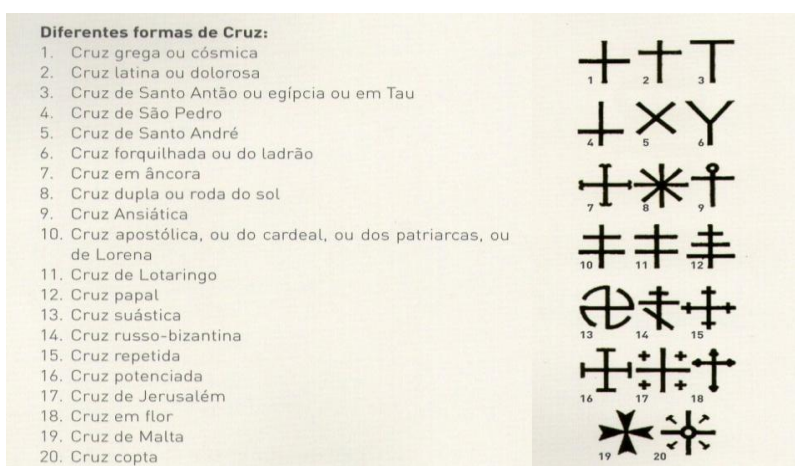 Diferentes formas de Cruz:
1. Cruz grega ou cósmica
2. Cruz latina ou dolorosa
3. Cruz de Santo Antão ou egípcia ou em Tau
4. Cruz de São Pedro
5. Cruz de Santo André
6. Cruz forquilhada ou do ladrão
7. Cruz em âncora
8. Cruz dupla ou roda do sol
9. Cruz Ansiática
10. Cruz apostólica, ou do cardeal, ou dos patriarcas, ou
de Lorena
11. Cruz de Lotaringo
12. Cruz papal
13. Cruz suástica
14. Cruz russo-bizantina
15. Cruz repetida
16. Cruz potenciada
17. Cruz de Jerusalém
18. Cruz em flor
19. Cruz de Malta
20. Cruz copta
1 2 3
4 5 6
7 8 9
10 11 12
13 14 15
16 17 18
19 20